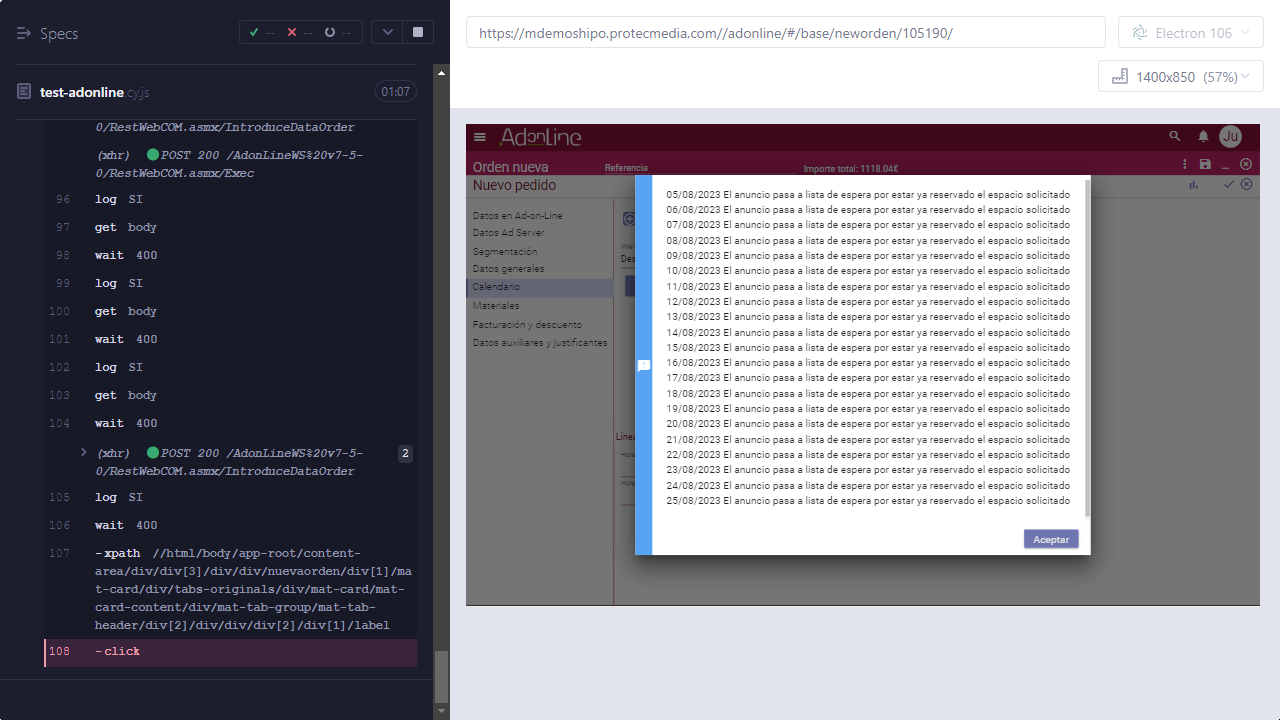 Specs
-- -- --
test-adonline.cy.js
01:07
0/RestWebCOM.asmx/IntroduceDataOrder
(xhr) POST 200 /AdonLineWS%20v7-5-
0/RestWebCOM.asmx/Exec
96 log SI
97 get body
98 wait 400
99 log SI
100 get body
101 wait 400
102 log SI
103 get body
104 wait 400
(xhr) POST 200 /AdonLineWS%20v7-5- 2
0/RestWebCOM.asmx/IntroduceDataOrder
105 log SI
106 wait 400
107 -xpath //html/body/app-root/content-
area/div/div[3]/div/div/nuevaorden/div[1]/ma
t-card/div/tabs-originals/div/mat-card/mat-
card-content/div/mat-tab-group/mat-tab-
header/div[2]/div/div/div[2]/div[1]/label
108 -click
https://mdemoshipo.protecmedia.com//adonline/#/base/neworden/105190/
Electron 106
1400x850 (57%)
AdonLine
Ju
Orden nueva
Referencia
Importe total: 1118.04€
Nuevo pedido
Datos en Ad-on-Line
Datos Ad Server
Segmentación
Datos generales
Calendario
Materiales
Facturación y descuento
Datos auxiliares y justificantes
Des
Línea
05/08/2023 El anuncio pasa a lista de espera por estar ya reservado el espacio solicitado
06/08/2023 El anuncio pasa a lista de espera por estar ya reservado el espacio solicitado
07/08/2023 El anuncio pasa a lista de espera por estar ya reservado el espacio solicitado
08/08/2023 El anuncio pasa a lista de espera por estar ya reservado el espacio solicitado
09/08/2023 El anuncio pasa a lista de espera por estar ya reservado el espacio solicitado
10/08/2023 El anuncio pasa a lista de espera por estar ya reservado el espacio solicitado
11/08/2023 El anuncio pasa a lista de espera por estar ya reservado el espacio solicitado
12/08/2023 El anuncio pasa a lista de espera por estar ya reservado el espacio solicitado
13/08/2023 El anuncio pasa a lista de espera por estar ya reservado el espacio solicitado
14/08/2023 El anuncio pasa a lista de espera por estar ya reservado el espacio solicitado
15/08/2023 El anuncio pasa a lista de espera por estar ya reservado el espacio solicitado
16/08/2023 El anuncio pasa a lista de espera por estar ya reservado el espacio solicitado
17/08/2023 El anuncio pasa a lista de espera por estar ya reservado el espacio solicitado
18/08/2023 El anuncio pasa a lista de espera por estar ya reservado el espacio solicitado
19/08/2023 El anuncio pasa a lista de espera por estar ya reservado el espacio solicitado
20/08/2023 El anuncio pasa a lista de espera por estar ya reservado el espacio solicitado
21/08/2023 El anuncio pasa a lista de espera por estar ya reservado el espacio solicitado
22/08/2023 El anuncio pasa a lista de espera por estar ya reservado el espacio solicitado
23/08/2023 El anuncio pasa a lista de espera por estar ya reservado el espacio solicitado
24/08/2023 El anuncio pasa a lista de espera por estar ya reservado el espacio solicitado
25/08/2023 El anuncio pasa a lista de espera por estar ya reservado el espacio solicitado
Aceptar